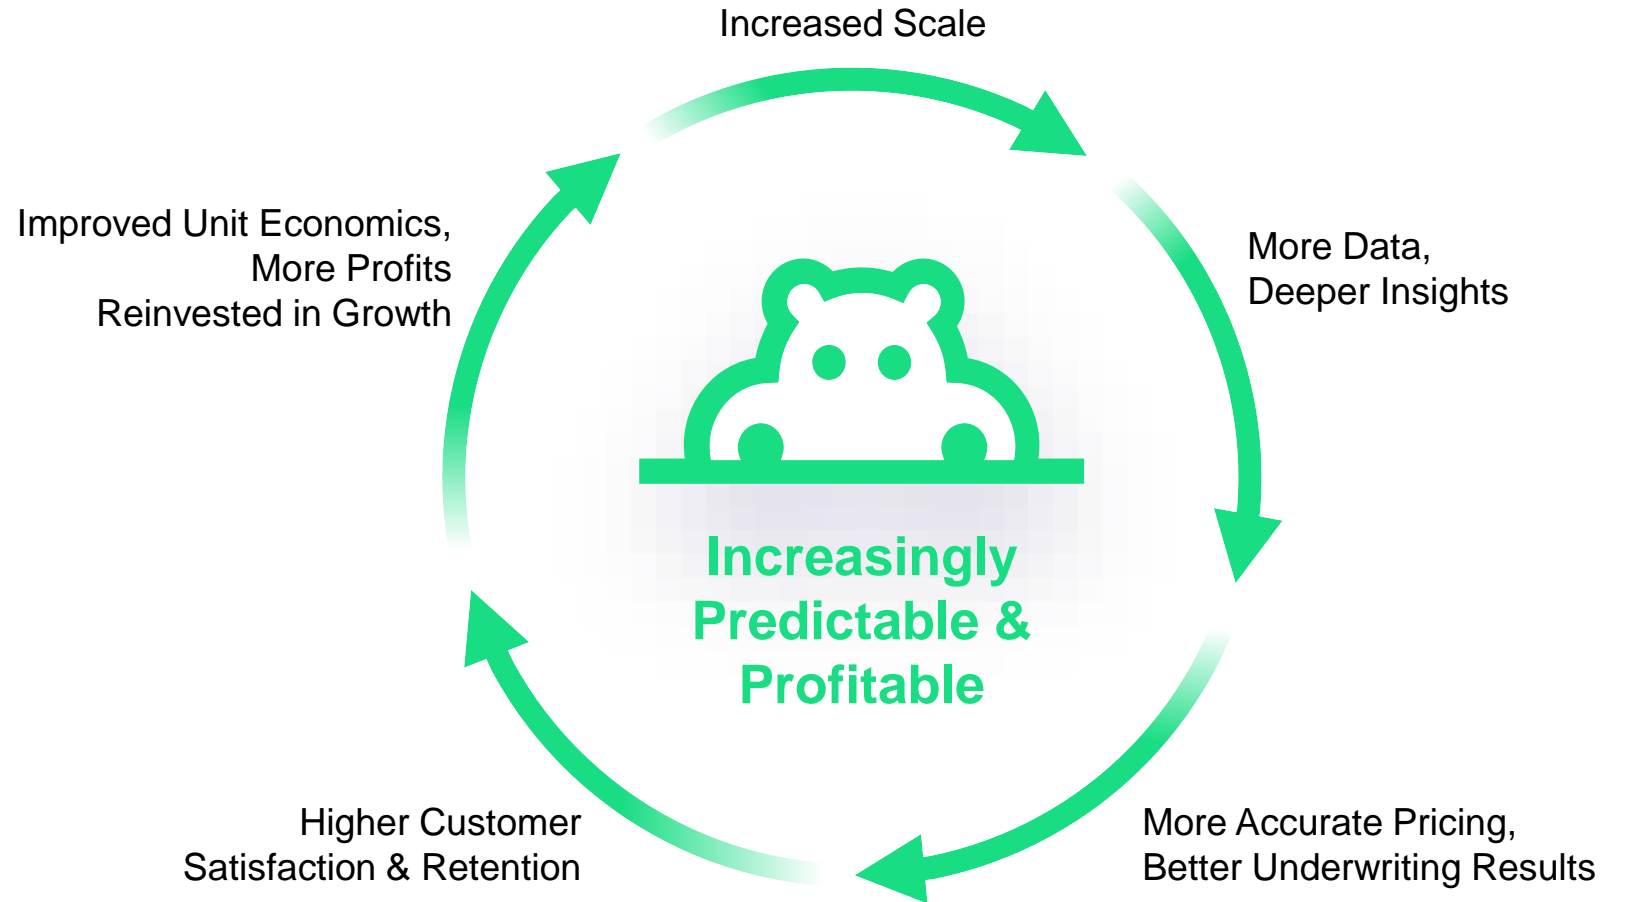 Increased Scale
More Data,
Deeper Insights
More Accurate Pricing,
Better Underwriting Results
Higher Customer
Satisfaction & Retention
Improved Unit Economics,
More Profits
Reinvested in Growth
Increasingly
Predictable &
Profitable